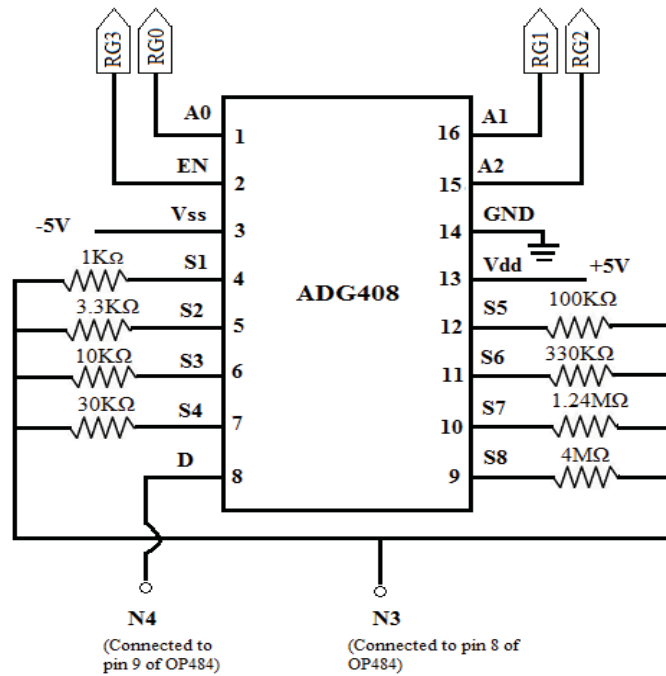 RG3
RG0
RG1
RG2
A0
1
16
A1
EN
2
15
A2
-5V
Vss
3
14
GND
1KΩ
S1
4
ADG408
13
Vdd
+5V
3.3KΩ
S2
5
12
S5
100KΩ
10KΩ
S3
6
11
S6
330KΩ
30KΩ
S4
7
10
S7
1.24MΩ
D
8
9
S8
4MΩ
N4
(Connected to
pin 9 of OP484)
N3
(Connected to pin 8 of
OP484)